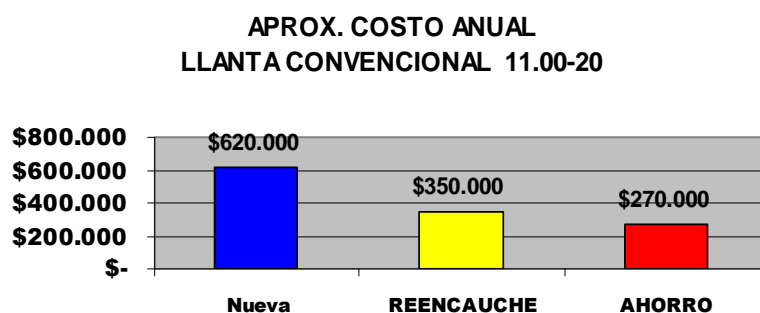 APROX. COSTO ANUAL
LLANTA CONVENCIONAL 11.00-20
$800.000
$600.000
$400.000
$200.000
$-
$620.000
$350.000
$270.000
Nueva
REENCAUCHE
AHORRO